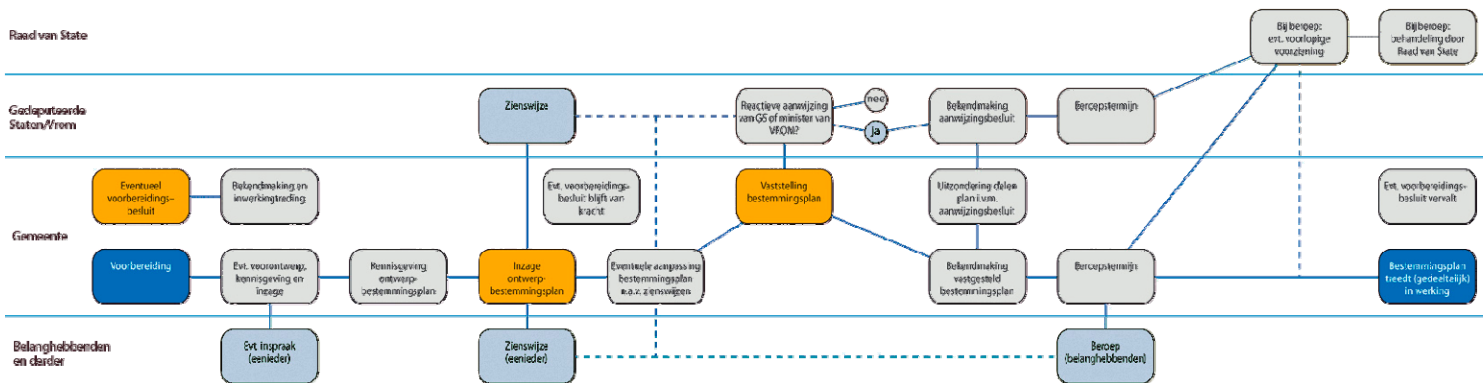 Raad van State
Bij beroep:
evt. voorlopige
voorziening
Bij beroep:
behandeling door
Raad van State
Gedeputeerde
Staten/Vrom
Zienswijze
Reactieve aanwijzing
van GS of minister van
VROM?
nee
ja
Bekendmaking
aanwijzingsbesluit
Beroepstermijn
Gemeente
Eventueel
voorbereidings-
besluit
Bekendmaking en
inwerkingtreding
Evt. voorbereidings-
besluit blijft van
kracht
Vaststelling
bestemmingsplan
Uitzondering delen
plan i.v.m.
aanwijzingsbesluit
Evt. voorbereidings-
besluit vervalt
Voorbereiding
Evt. voorontwerp,
kennisgeving en
inzage
Kennisgeving
ontwerp-
bestemmingsplan
Inzage
ontwerp-
bestemmingsplan
Eventuele aanpassing
bestemmingsplan
n.a.v. zienswijzen
Bekendmaking
vastgesteld
bestemmingsplan
Beroepstermijn
Bestemmingsplan
treedt (gedeeltelijk)
in werking
Belanghebbenden
en derden
Evt. inspraak
(eenieder)
Zienswijze
(eenieder)
Beroep
(belanghebbenden)